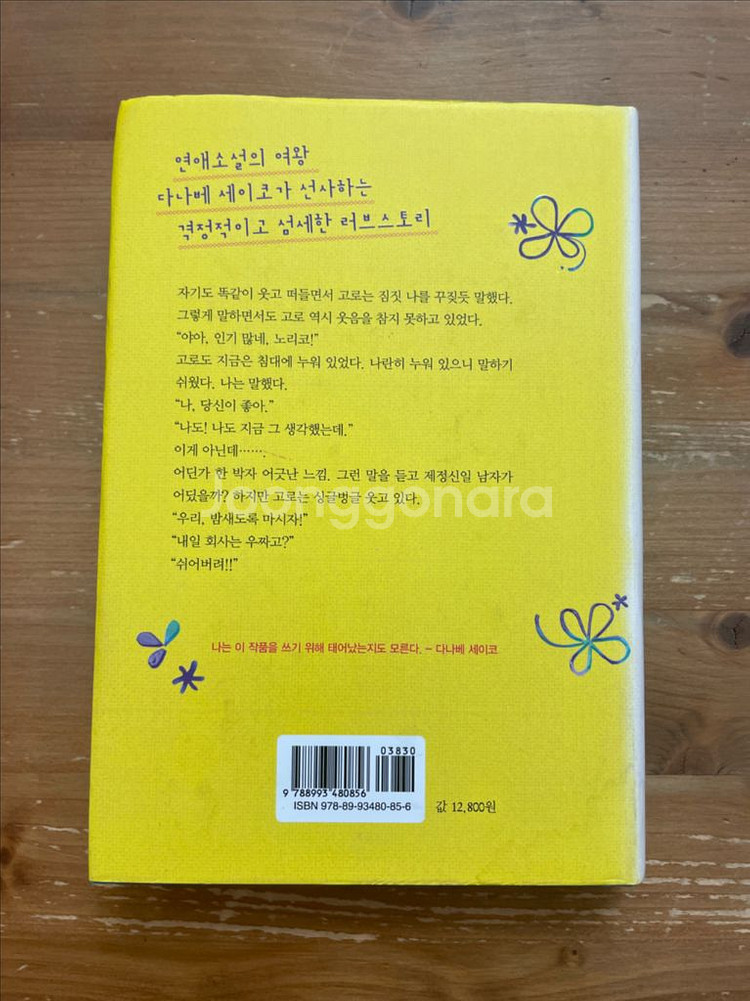 연애소설의 여왕
다나베 세이코가 선사하는
격정적이고 섬세한 러브스토리
자기도 똑같이 웃고 떠들면서 고로는 짐짓 나를 꾸짖듯 말했다.
그렇게 말하면서도 고로 역시 웃음을 참지 못하고 있었다.
“야아, 인기 많네, 노리코!”
고로도 지금은 침대에 누워 있었다. 나란히 누워 있으니 말하기
쉬웠다. 나는 말했다.
“나, 당신이 좋아.”
“나도! 나도 지금 그 생각했는데.”
이게 아닌데…….
어딘가 한 박자 어긋난 느낌. 그런 말을 듣고 제정신일 남자가
어딨을까? 하지만 고로는 싱글벙글 웃고 있다.
Joonggonara
“우리, 밤새도록 마시자!”
“내일 회사는 우짜고?”
“쉬어버려!!”
나는 이 작품을 쓰기 위해 태어났는지도 모른다. - 다나베 세이코
03830
9 788993 480856
ISBN 978-89-93480-85-6
값 12,800원